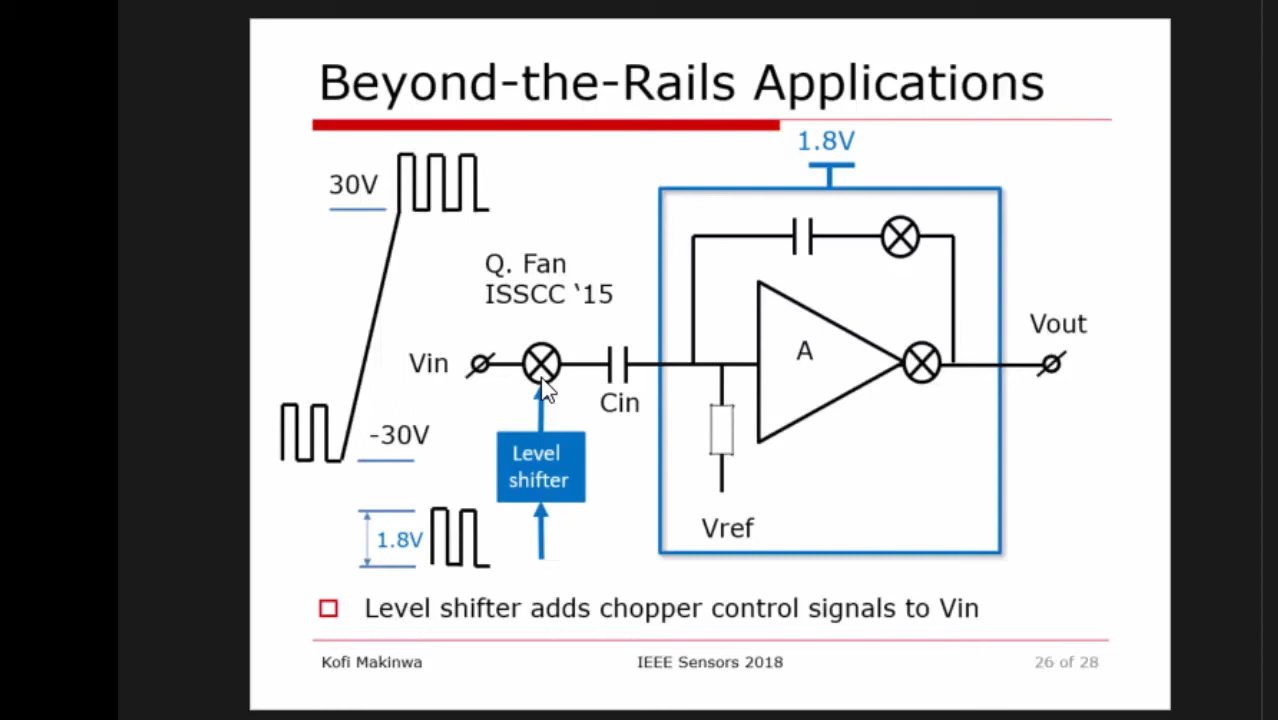 Beyond-the-Rails Applications
1.8V
30V
Q. Fan
ISSCC ‘15
Vin
A
Vout
Cin
-30V
Level
shifter
1.8V
Vref
Level shifter adds chopper control signals to Vin
Kofi Makinwa
IEEE Sensors 2018
26 of 28